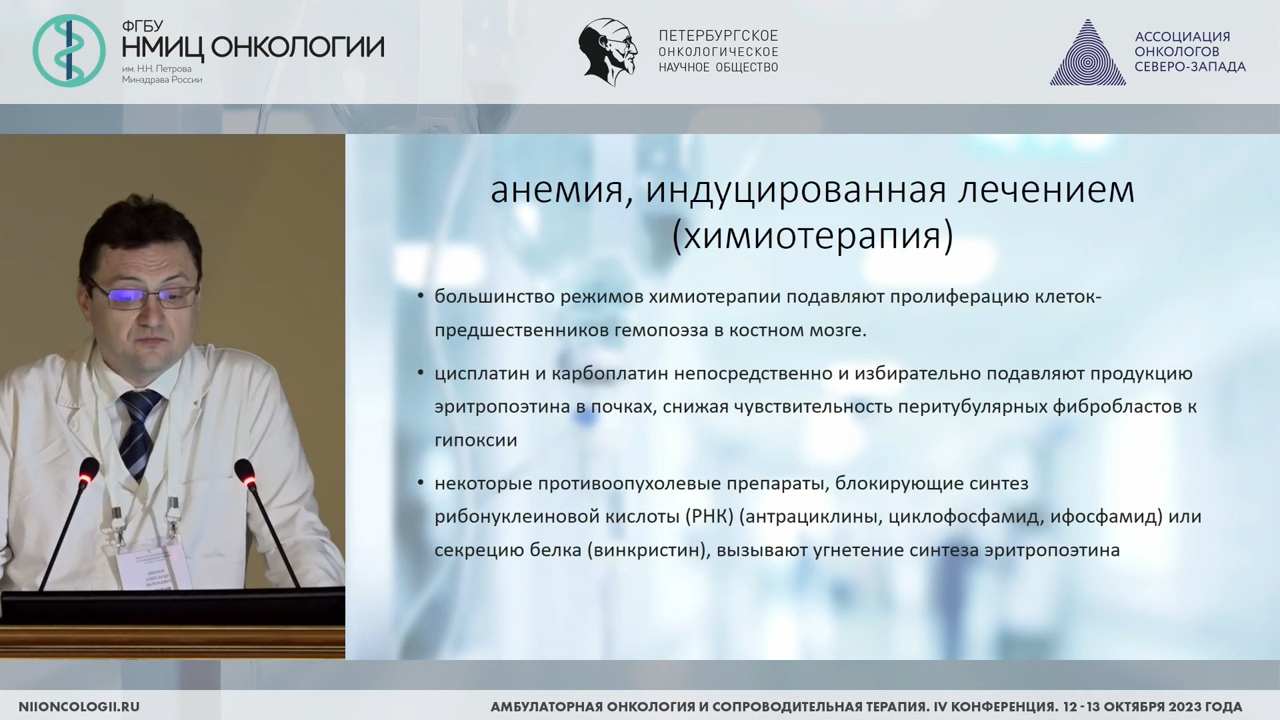 ФГБУ
НМИЦ ОНКОЛОГИИ
им. Н.Н. Петрова
Минздрава России
ПЕТЕРБУРГСКОЕ
ОНКОЛОГИЧЕСКОЕ
НАУЧНОЕ ОБЩЕСТВО
АССОЦИАЦИЯ
ОНКОЛОГОВ
СЕВЕРО-ЗАПАДА
анемия, индуцированная лечением
(химиотерапия)
• большинство режимов химиотерапии подавляют пролиферацию клеток-
предшественников гемопоэза в костном мозге.
• цисплатин и карбоплатин непосредственно и избирательно подавляют продукцию
эритропоэтина в почках, снижая чувствительность перитубулярных фибробластов к
гипоксии
• некоторые противоопухолевые препараты, блокирующие синтез
рибонуклеиновой кислоты (РНК) (антрациклины, циклофосфамид, ифосфамид) или
секрецию белка (винкристин), вызывают угнетение синтеза эритропоэтина
NIIONCOLOGII.RU
АМБУЛАТОРНАЯ ОНКОЛОГИЯ И СОПРОВОДИТЕЛЬНАЯ ТЕРАПИЯ. IV КОНФЕРЕНЦИЯ. 12 - 13 ОКТЯБРЯ 2023 ГОДА